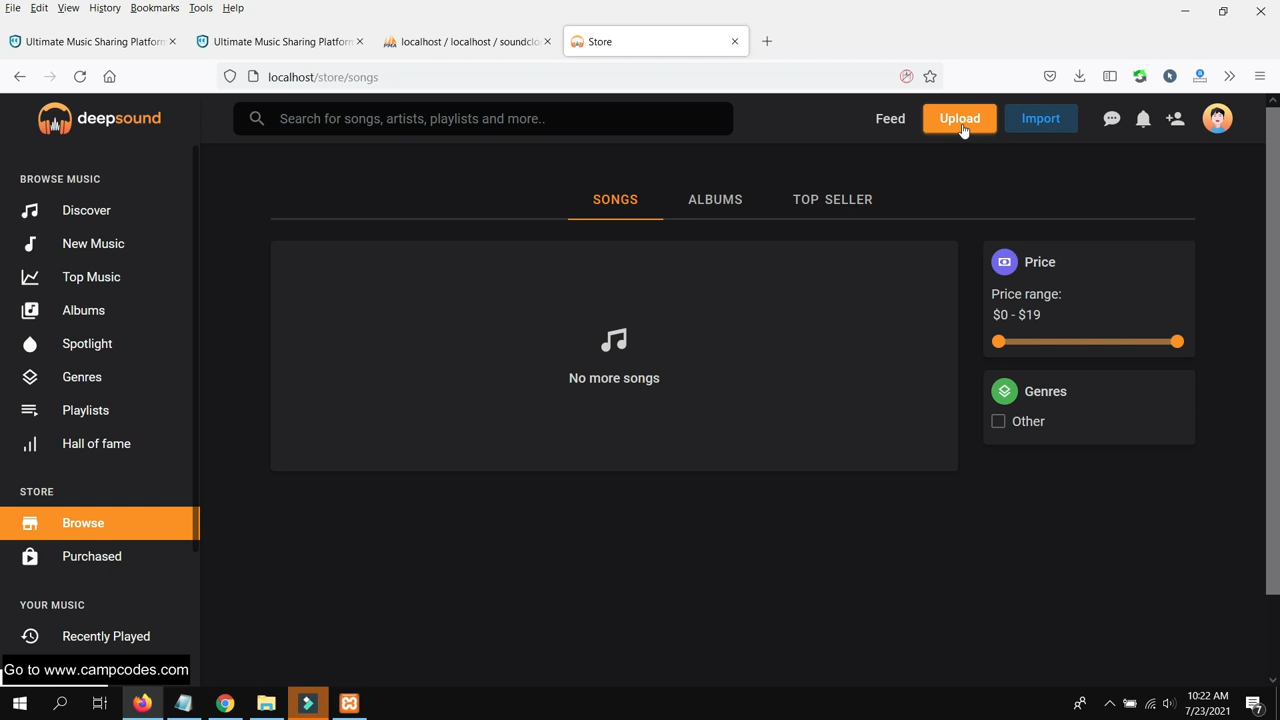 File Edit View History Bookmarks Tools Help
Ultimate Music Sharing Platform
Ultimate Music Sharing Platform
localhost / localhost / soundclo
Store
localhost/store/songs
deepsound
Search for songs, artists, playlists and more..
Feed
Upload
Import
BROWSE MUSIC
Discover
New Music
Top Music
Albums
Spotlight
Genres
Playlists
Hall of fame
STORE
Browse
Purchased
YOUR MUSIC
Recently Played
SONGS
ALBUMS
TOP SELLER
No more songs
Price
Price range:
$0 - $19
Genres
Other
Go to www.campcodes.com
10:22 AM
7/23/2021
7